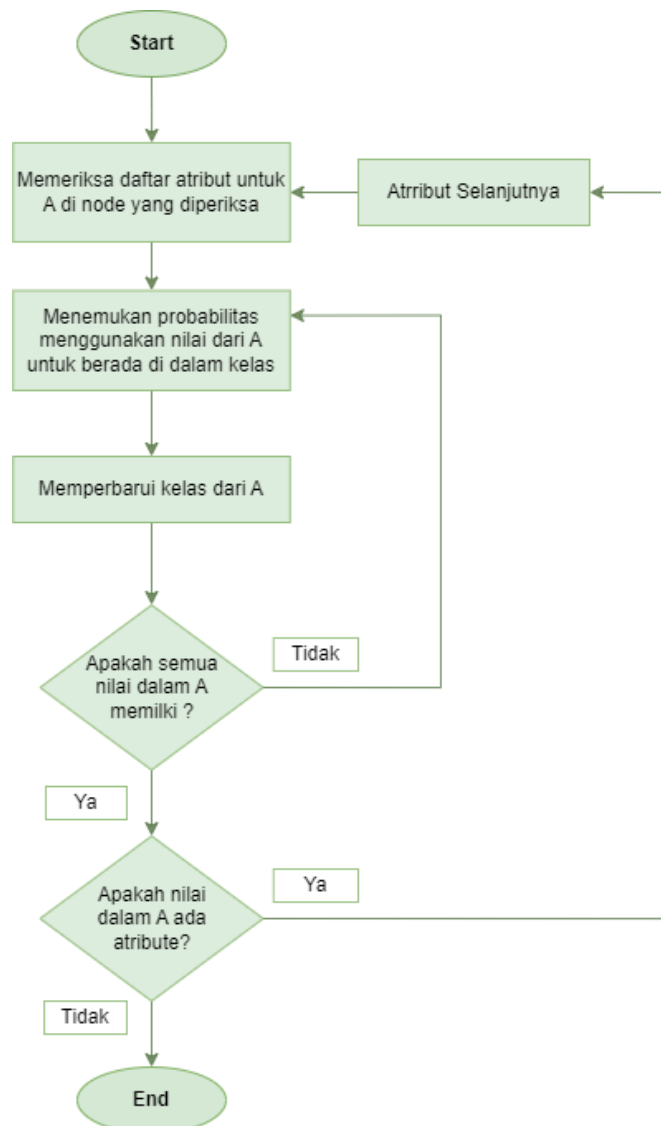 Start
Memeriksa daftar atribut untuk
A di node yang diperiksa
Atrribut Selanjutnya
Menemukan probabilitas
menggunakan nilai dari A
untuk berada di dalam kelas
Memperbarui kelas dari A
Apakah semua
nilai dalam A
memilki ?
Tidak
Ya
Apakah nilai
dalam A ada
atribute?
Ya
Tidak
End